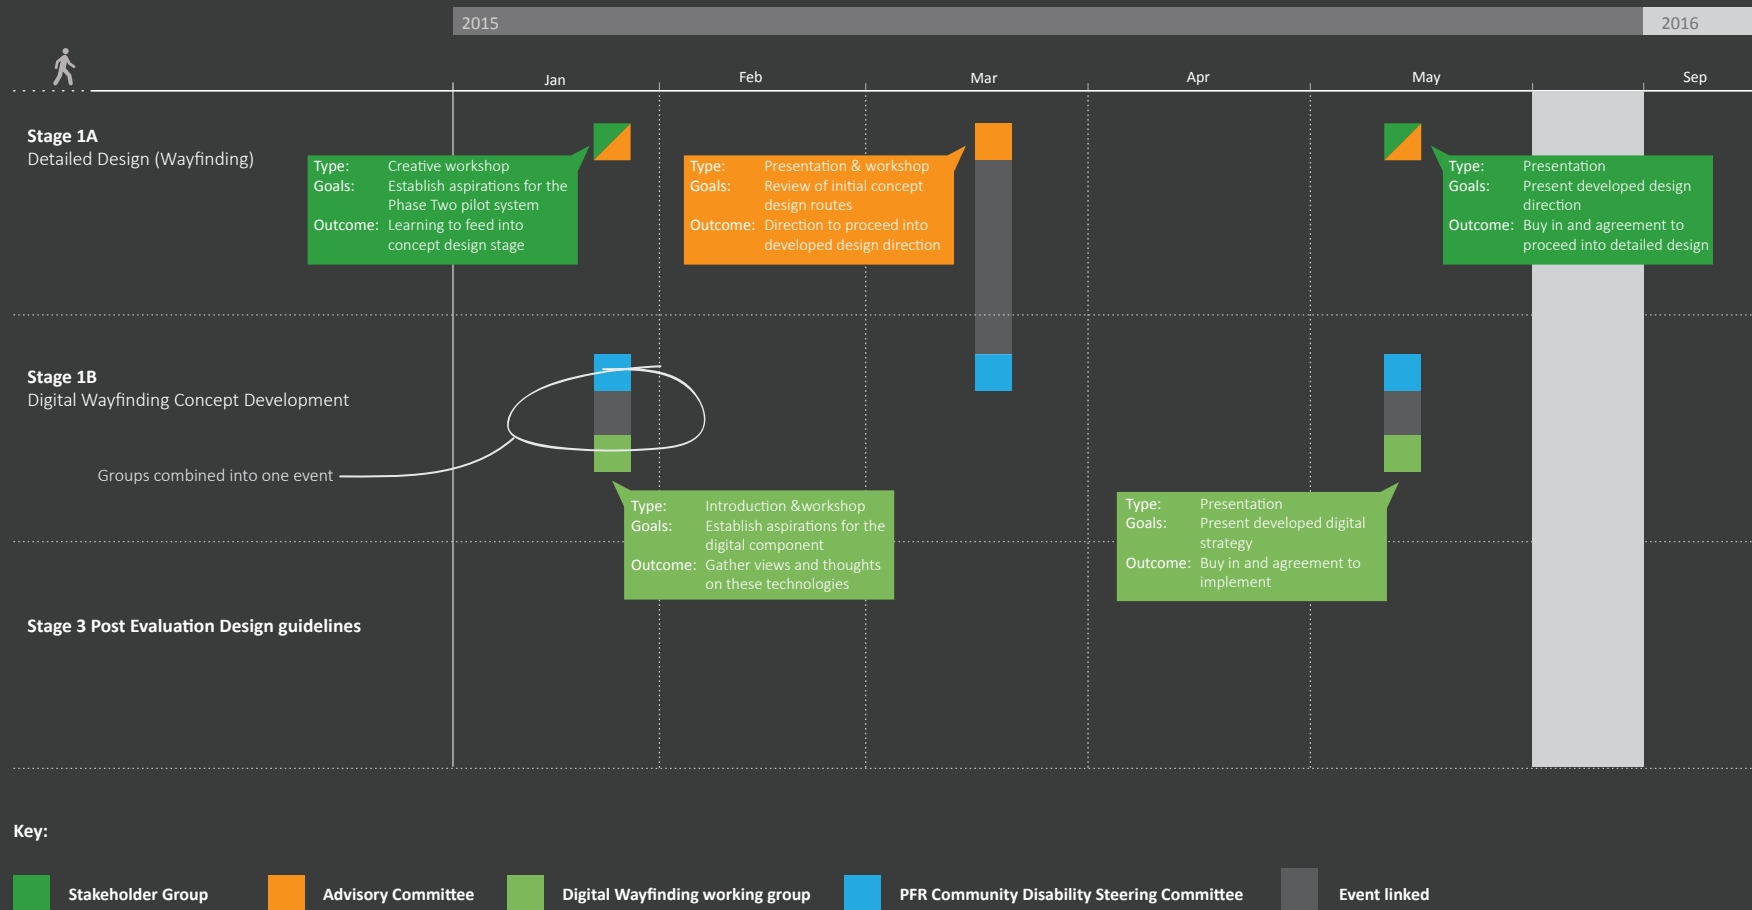 2015
2016
Jan
Feb
Mar
Apr
May
Sep
Stage 1A
Detailed Design (Wayfinding)
Type: Creative workshop
Goals: Establish aspirations for the
Phase Two pilot system
Outcome: Learning to feed into
concept design stage
Type: Presentation & workshop
Goals: Review of initial concept
design routes
Outcome: Direction to proceed into
developed design direction
Type: Presentation
Goals: Present developed design
direction
Outcome: Buy in and agreement to
proceed into detailed design
Stage 1B
Digital Wayfinding Concept Development
Groups combined into one event
Type: Introduction &workshop
Goals: Establish aspirations for the
digital component
Outcome: Gather views and thoughts
on these technologies
Type: Presentation
Goals: Present developed digital
strategy
Outcome: Buy in and agreement to
implement
Stage 3 Post Evaluation Design guidelines
Key:
Stakeholder Group
Advisory Committee
Digital Wayfinding working group
PFR Community Disability Steering Committee
Event linked